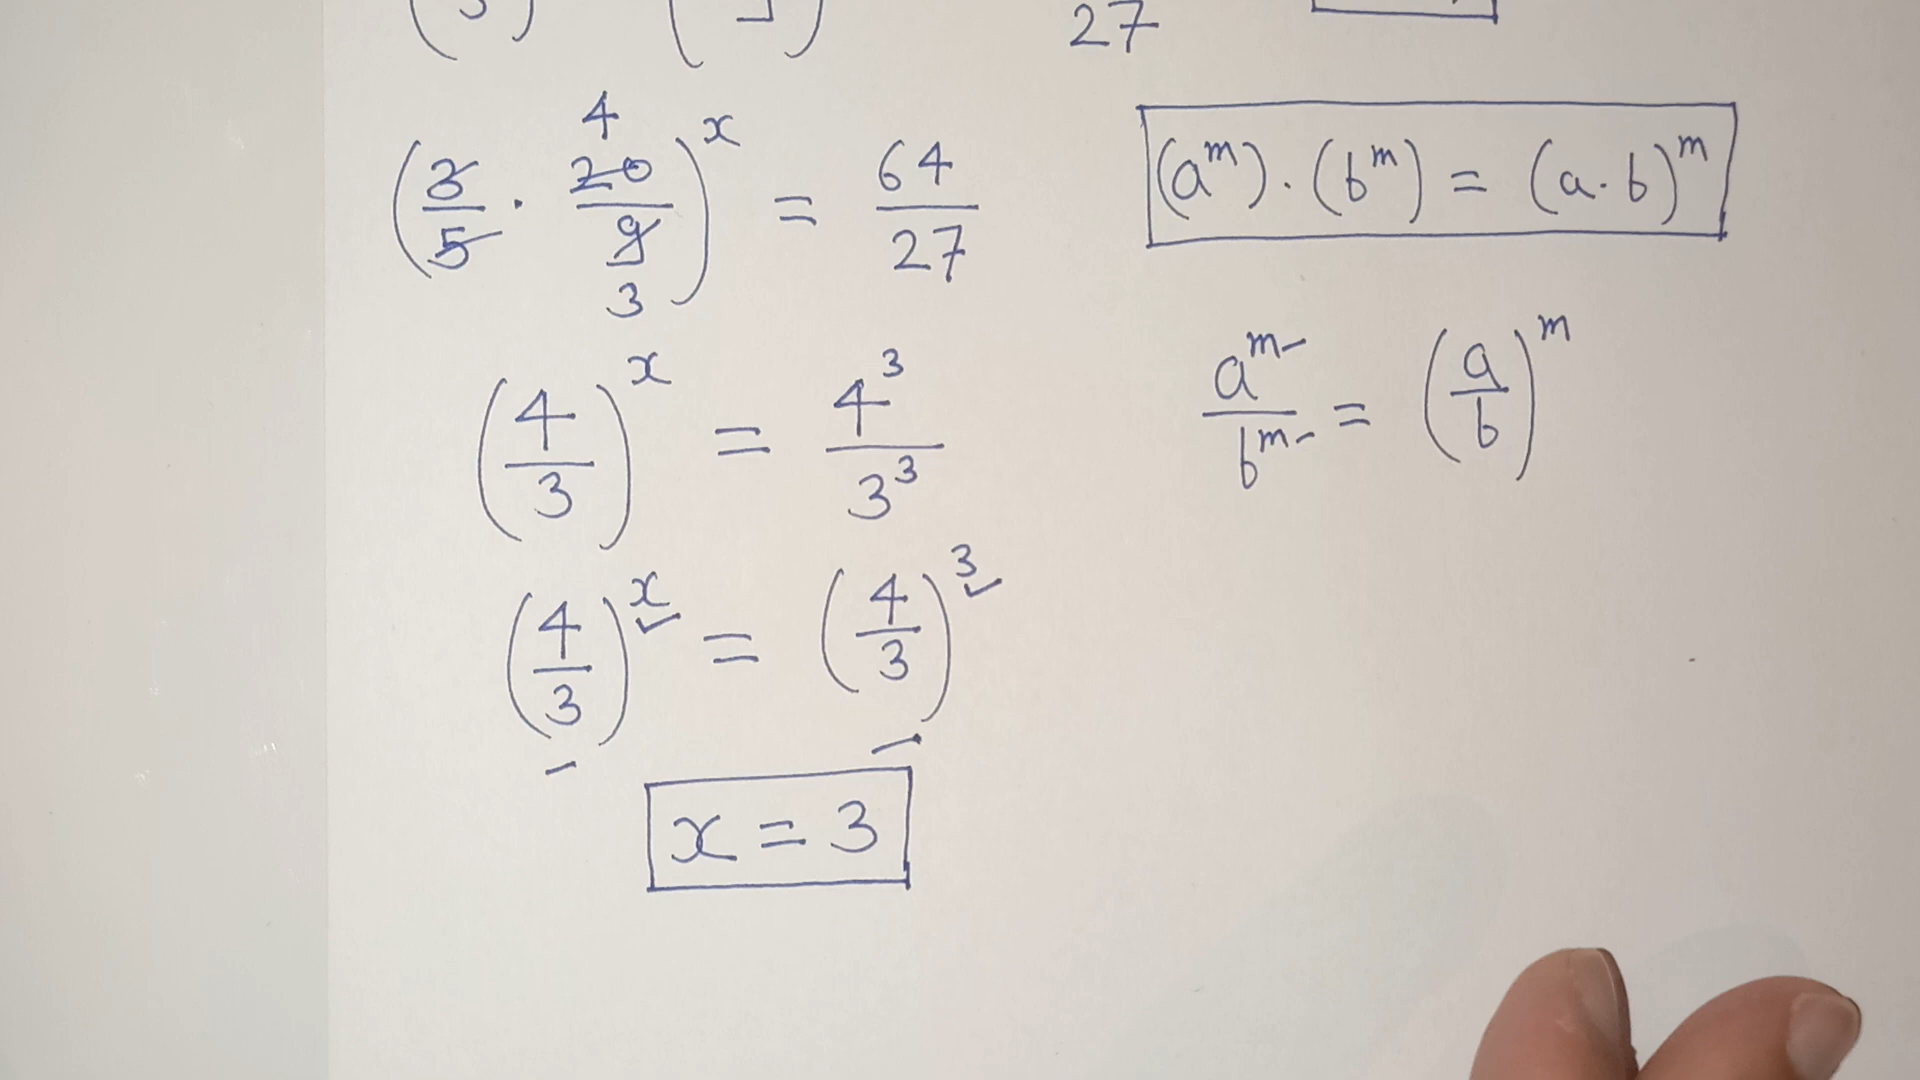 27
(3/5 · 20/9)^x = 64/27
4
3
(a^m) · (b^m) = (a·b)^m
(4/3)^x = 4^3/3^3
a^m/b^m = (a/b)^m
(4/3)^x = (4/3)^3
x = 3